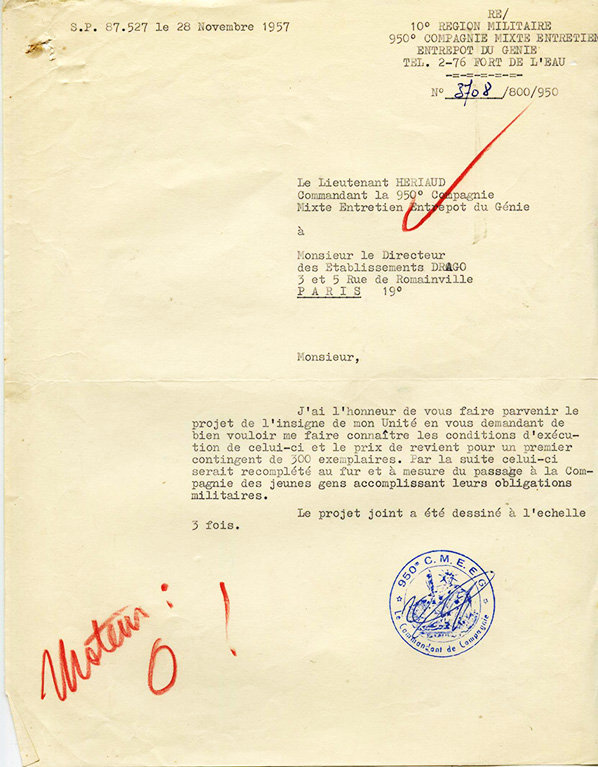 RE/
S.P. 87.527 le 28 Novembre 1957
10° REGION MILITAIRE
950° COMPAGNIE MIXTE ENTRETIEN
ENTREPOT DU GENIE
TEL. 2-76 FORT DE L'EAU
-=-=-=-=-=-=-
N° 3708 /800/950
Le Lieutenant HERIAUD
Commandant la 950° Compagnie
Mixte Entretien Entrepot du Génie
à
Monsieur le Directeur
des Etablissements DRAGO
3 et 5 Rue de Romainville
P A R I S 19°
Monsieur,
J'ai l'honneur de vous faire parvenir le
projet de l'insigne de mon Unité en vous demandant de
bien vouloir me faire connaître les conditions d'exécu-
tion de celui-ci et le prix de revient pour un premier
contingent de 300 exemplaires. Par la suite celui-ci
serait recomplété au fur et à mesure du passage à la Com-
pagnie des jeunes gens accomplissant leurs obligations
militaires.
Le projet joint a été dessiné à l'echelle
3 fois.
950° C.M.E.E.G
Le Commandant de Compagnie
6 !